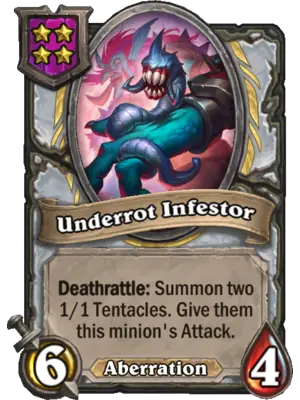 Underrot Infestor
Deathrattle: Summon two
1/1 Tentacles. Give them
this minion's Attack.
6
Aberration
4